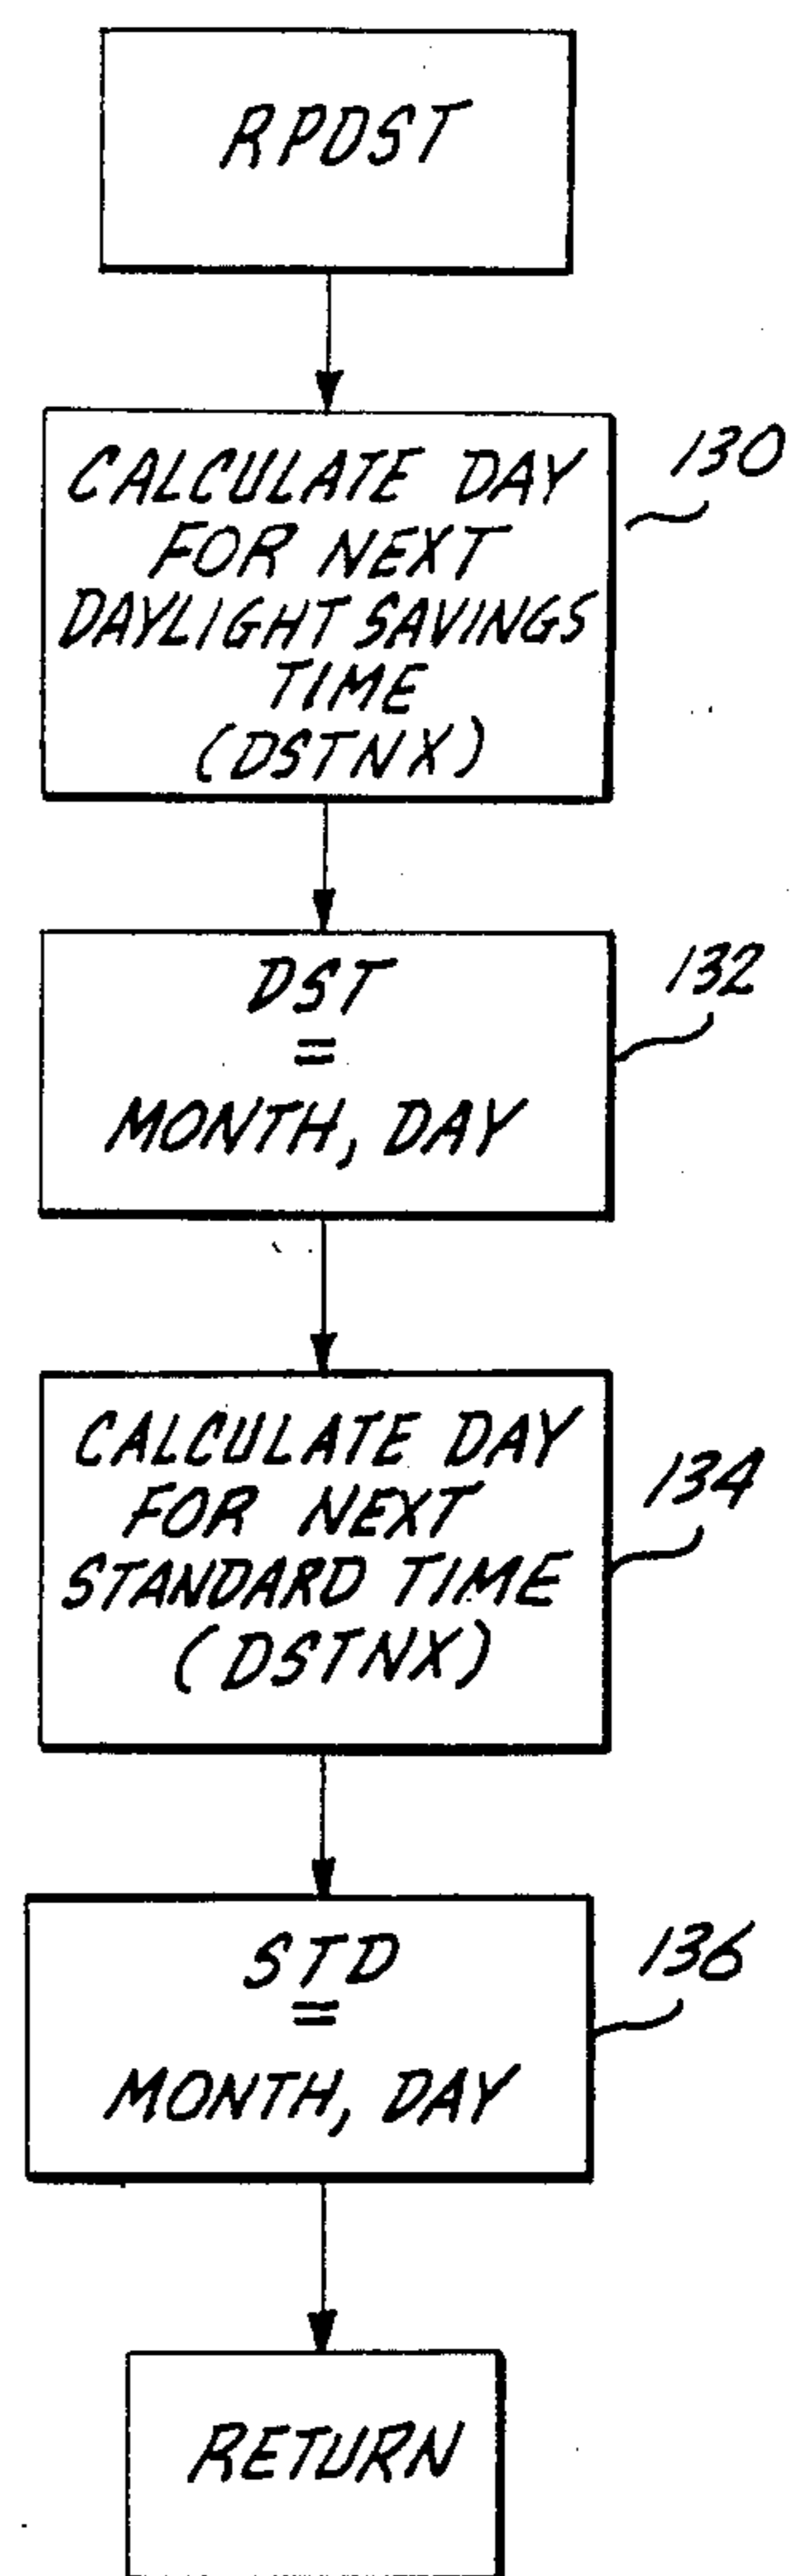 RPDST
CALCULATE DAY
FOR NEXT
DAYLIGHT SAVINGS
TIME
(DSTNX)
130
DST
=
MONTH, DAY
132
CALCULATE DAY
FOR NEXT
STANDARD TIME
(DSTNX)
134
STD
=
MONTH, DAY
136
RETURN